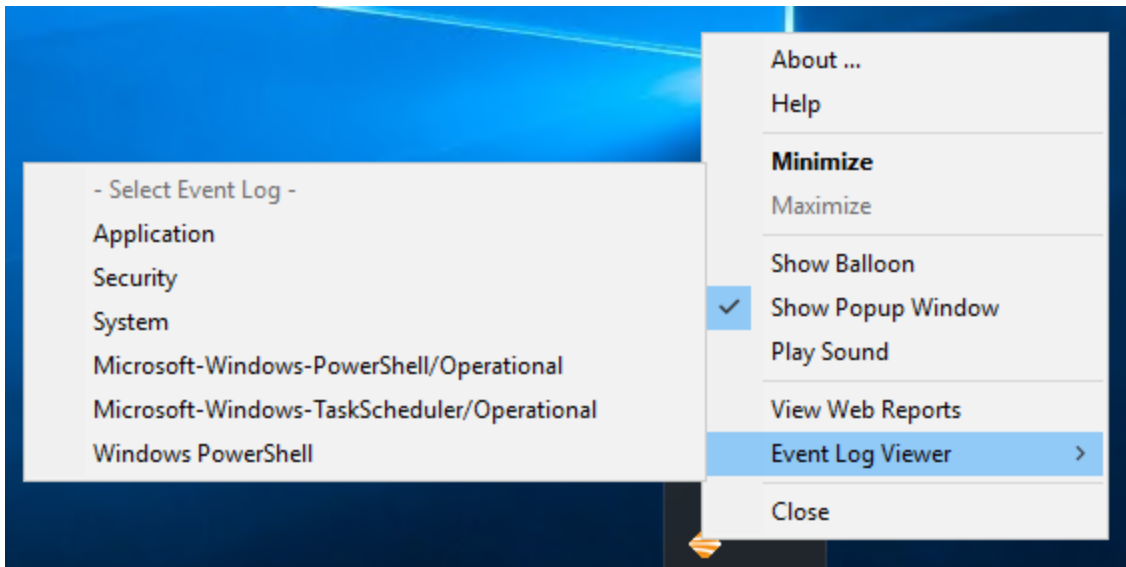 About ...
Help
Minimize
Maximize
Show Balloon
Show Popup Window
Play Sound
View Web Reports
Event Log Viewer
Close
- Select Event Log -
Application
Security
System
Microsoft-Windows-PowerShell/Operational
Microsoft-Windows-TaskScheduler/Operational
Windows PowerShell